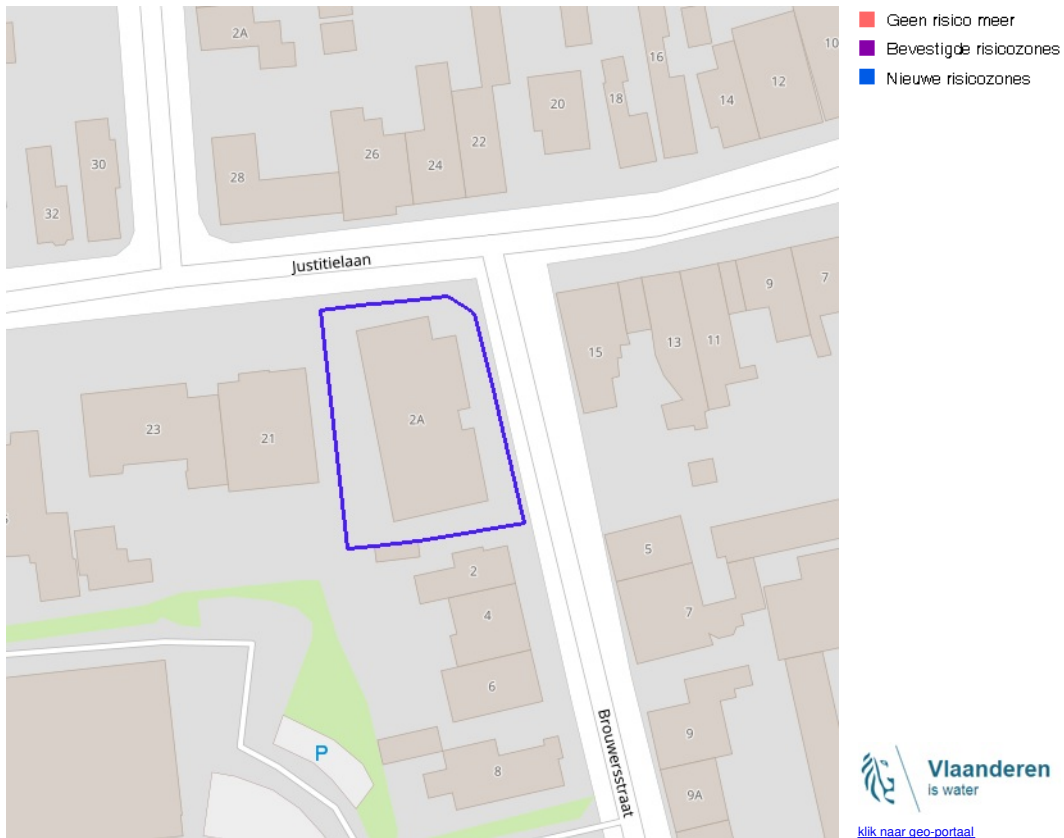 Geen risico meer
Bevestigde risicozones
Nieuwe risicozones
2A
16
10
12
14
20
18
22
24
26
28
30
32
Justitielaan
9
7
15
13
11
2A
23
21
5
7
2
4
6
8
9
9A
P
Brouwersstraat
Vlaanderen
is water
klik naar geo-portaal